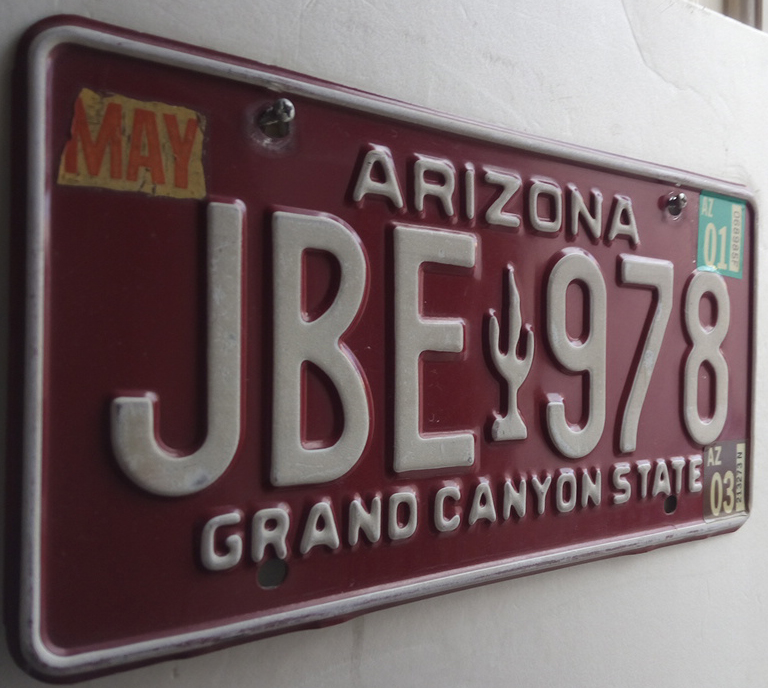 MAY
ARIZONA
AZ
01
JBE 978
GRAND CANYON STATE
AZ
03